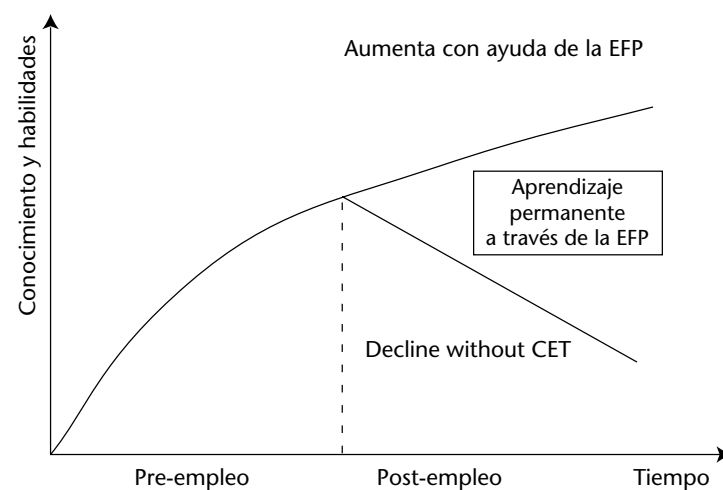 Conocimiento y habilidades
Aumenta con ayuda de la EFP
Aprendizaje
permanente
a través de la EFP
Decline without CET
Pre-empleo
Post-empleo
Tiempo